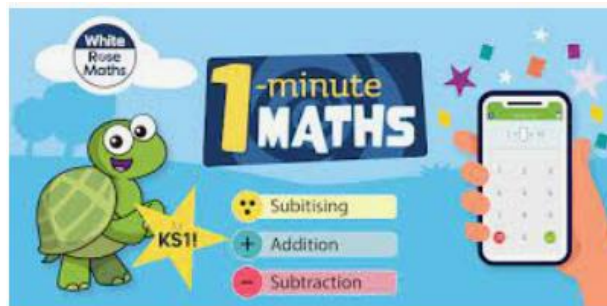 White
Rose
Maths
1-minute
MATHS
KS1!
Subitising
+ Addition
- Subtraction